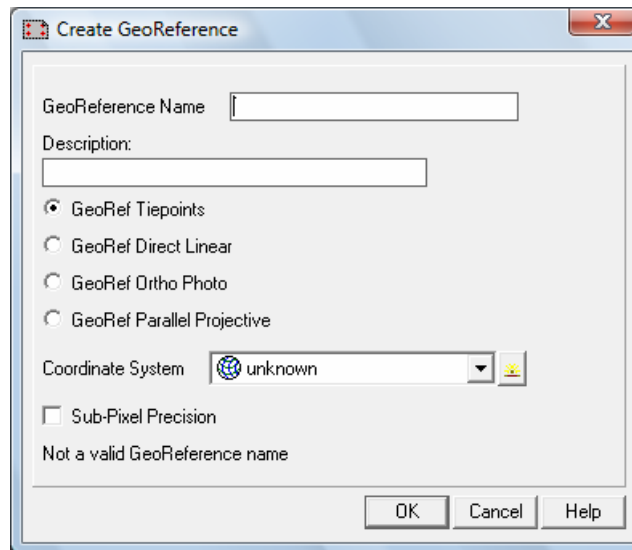 Create GeoReference
GeoReference Name
Description:
GeoRef Tiepoints
GeoRef Direct Linear
GeoRef Ortho Photo
GeoRef Parallel Projective
Coordinate System unknown
Sub-Pixel Precision
Not a valid GeoReference name
OK Cancel Help